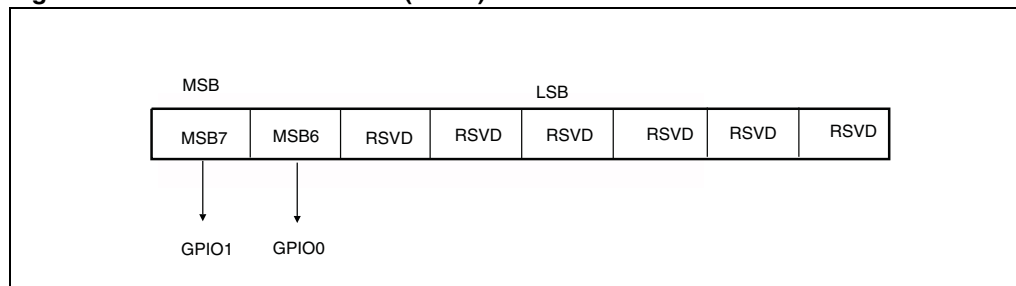 MSB LSB
MSB7 MSB6 RSVD RSVD RSVD RSVD RSVD RSVD
GPIO1 GPIO0